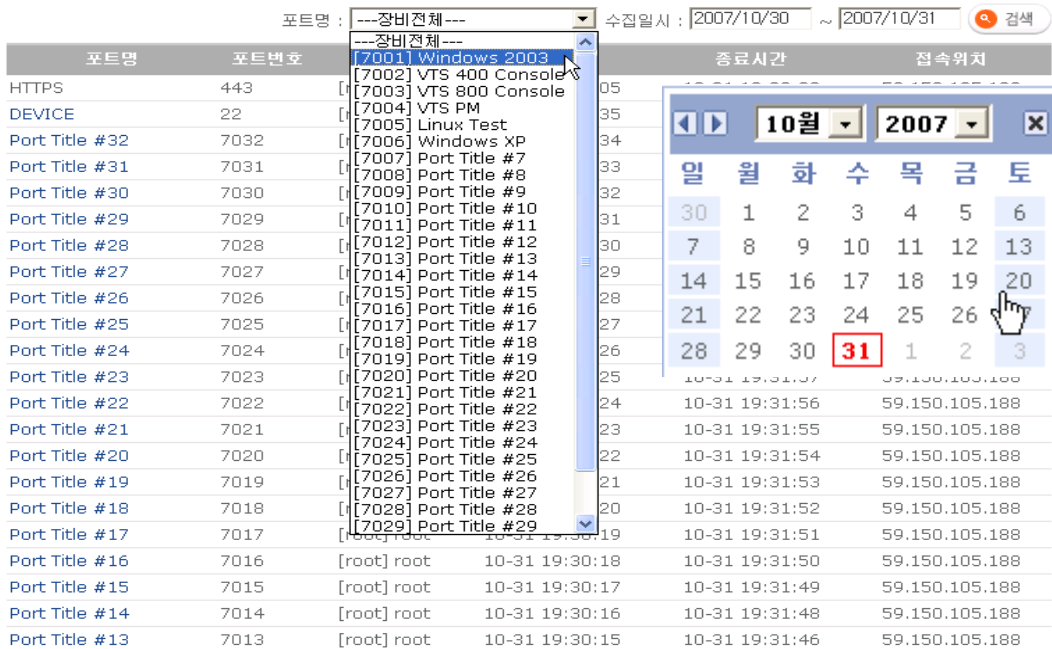 포트명 : ---장비전체--- 수집일시 : 2007/10/30 ~ 2007/10/31 검색
포트명 포트번호 종료시간 접속위치
---장비전체---
[7001] Windows 2003
[7002] VTS 400 Console
[7003] VTS 800 Console
[7004] VTS PM
[7005] Linux Test
[7006] Windows XP
[7007] Port Title #7
[7008] Port Title #8
[7009] Port Title #9
[7010] Port Title #10
[7011] Port Title #11
[7012] Port Title #12
[7013] Port Title #13
[7014] Port Title #14
[7015] Port Title #15
[7016] Port Title #16
[7017] Port Title #17
[7018] Port Title #18
[7019] Port Title #19
[7020] Port Title #20
[7021] Port Title #21
[7022] Port Title #22
[7023] Port Title #23
[7024] Port Title #24
[7025] Port Title #25
[7026] Port Title #26
[7027] Port Title #27
[7028] Port Title #28
[7029] Port Title #29
10월 2007
일 월 화 수 목 금 토
30 1 2 3 4 5 6
7 8 9 10 11 12 13
14 15 16 17 18 19 20
21 22 23 24 25 26
28 29 30 31 1 2 3
HTTPS 443 05
DEVICE 22 35
Port Title #32 7032 34
Port Title #31 7031 33
Port Title #30 7030 32
Port Title #29 7029 31
Port Title #28 7028 30
Port Title #27 7027 29
Port Title #26 7026 28
Port Title #25 7025 27
Port Title #24 7024 26
Port Title #23 7023 25
Port Title #22 7022 24 10-31 19:31:56 59.150.105.188
Port Title #21 7021 23 10-31 19:31:55 59.150.105.188
Port Title #20 7020 22 10-31 19:31:54 59.150.105.188
Port Title #19 7019 21 10-31 19:31:53 59.150.105.188
Port Title #18 7018 20 10-31 19:31:52 59.150.105.188
Port Title #17 7017 19 10-31 19:31:51 59.150.105.188
Port Title #16 7016 [root] root 10-31 19:30:18 10-31 19:31:50 59.150.105.188
Port Title #15 7015 [root] root 10-31 19:30:17 10-31 19:31:49 59.150.105.188
Port Title #14 7014 [root] root 10-31 19:30:16 10-31 19:31:48 59.150.105.188
Port Title #13 7013 [root] root 10-31 19:30:15 10-31 19:31:46 59.150.105.188